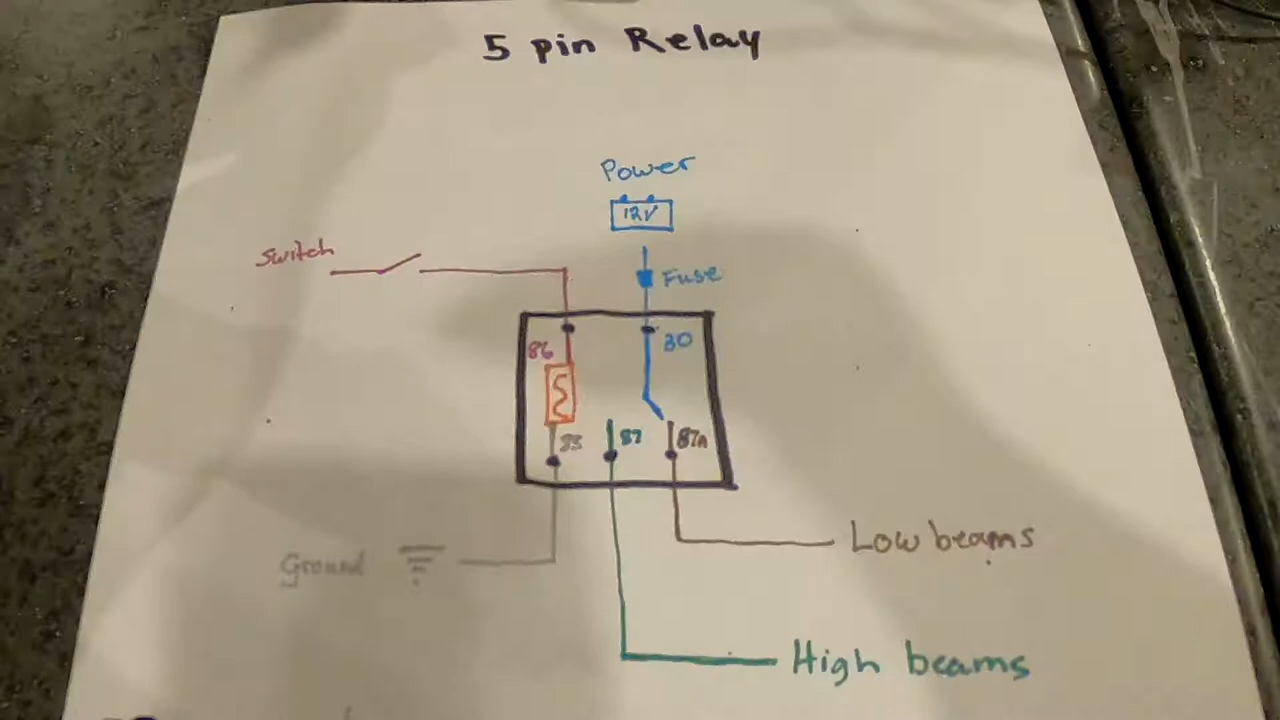 5 pin Relay
Power
12V
Switch
Fuse
86
30
85
87
87A
Low beams
Ground
High beams